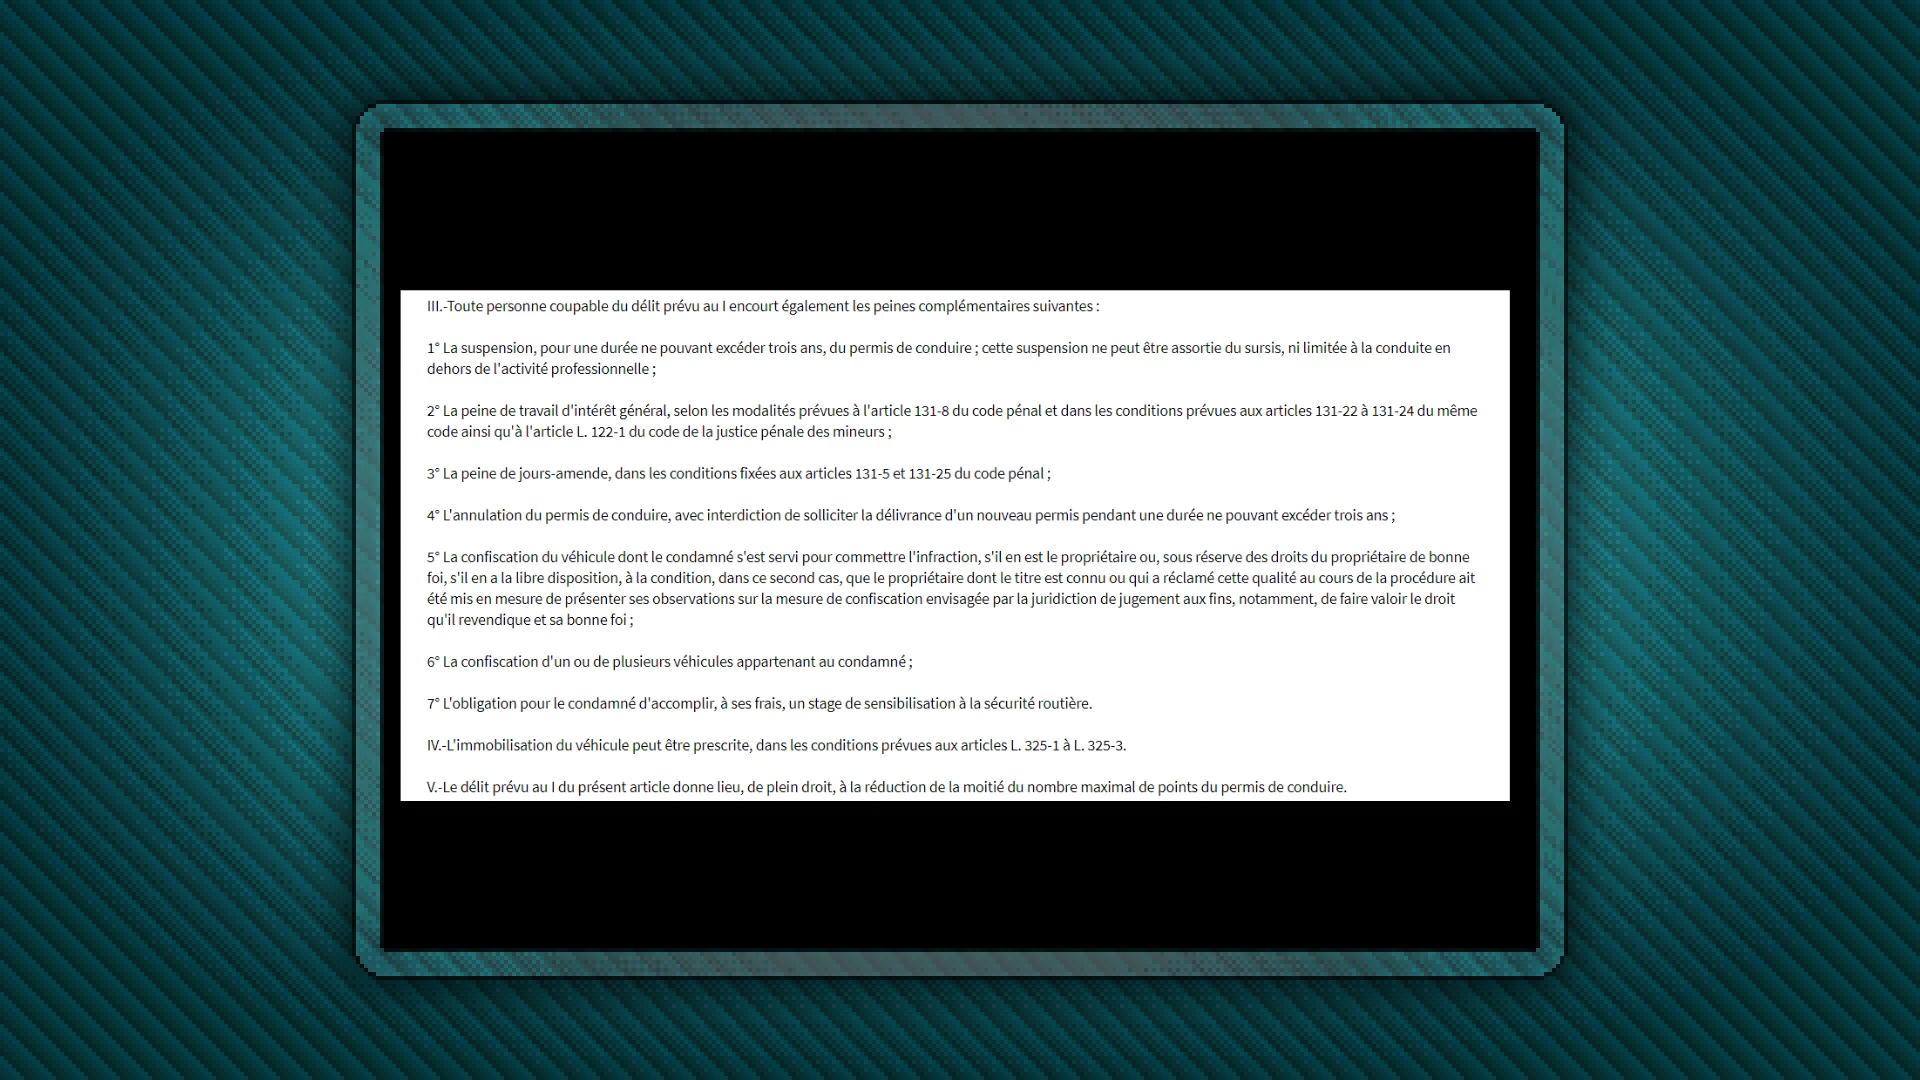 III.-Toute personne coupable du délit prévu au I encourt également les peines complémentaires suivantes :
1° La suspension, pour une durée ne pouvant excéder trois ans, du permis de conduire ; cette suspension ne peut être assortie du sursis, ni limitée à la conduite en
dehors de l'activité professionnelle ;
2° La peine de travail d'intérêt général, selon les modalités prévues à l'article 131-8 du code pénal et dans les conditions prévues aux articles 131-22 à 131-24 du même
code ainsi qu'à l'article L. 122-1 du code de la justice pénale des mineurs ;
3° La peine de jours-amende, dans les conditions fixées aux articles 131-5 et 131-25 du code pénal ;
4° L'annulation du permis de conduire, avec interdiction de solliciter la délivrance d'un nouveau permis pendant une durée ne pouvant excéder trois ans ;
5° La confiscation du véhicule dont le condamné s'est servi pour commettre l'infraction, s'il en est le propriétaire ou, sous réserve des droits du propriétaire de bonne
foi, s'il en a la libre disposition, à la condition, dans ce second cas, que le propriétaire dont le titre est connu ou qui a réclamé cette qualité au cours de la procédure ait
été mis en mesure de présenter ses observations sur la mesure de confiscation envisagée par la juridiction de jugement aux fins, notamment, de faire valoir le droit
qu'il revendique et sa bonne foi ;
6° La confiscation d'un ou de plusieurs véhicules appartenant au condamné ;
7° L'obligation pour le condamné d'accomplir, à ses frais, un stage de sensibilisation à la sécurité routière.
IV.-L'immobilisation du véhicule peut être prescrite, dans les conditions prévues aux articles L. 325-1 à L. 325-3.
V.-Le délit prévu au I du présent article donne lieu, de plein droit, à la réduction de la moitié du nombre maximal de points du permis de conduire.